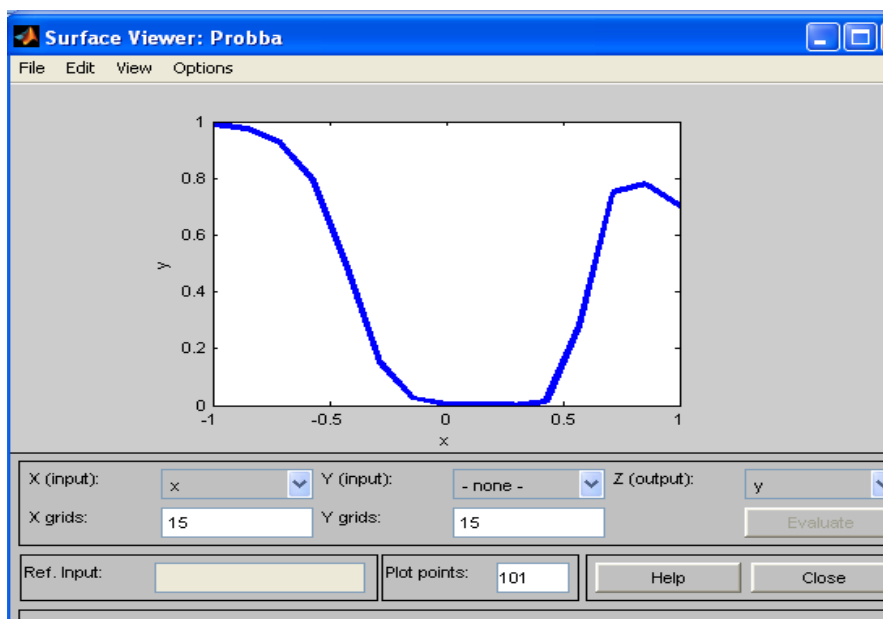 Surface Viewer: Probba
File Edit View Options
1
0.8
0.6
0.4
0.2
0
y
-1 -0.5 0 0.5 1
x
X (input): x Y (input): - none - Z (output): y
X grids: 15 Y grids: 15 Evaluate
Ref. Input: Plot points: 101 Help Close